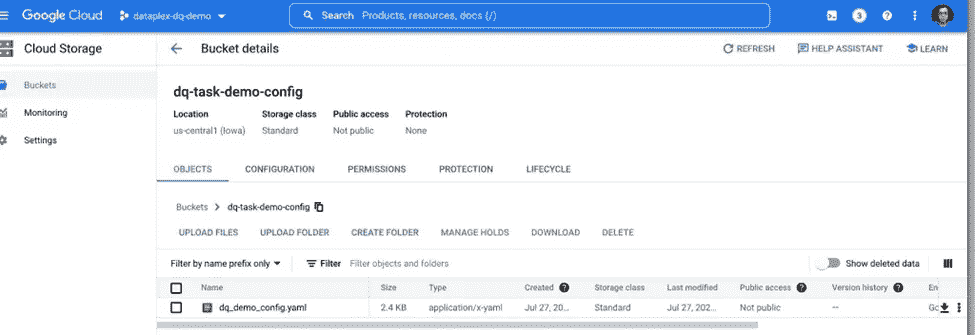 Google Cloud dataplex-dq-demo Search Products, resources, docs (/) 3 ?
Cloud Storage Bucket details REFRESH HELP ASSISTANT LEARN
Buckets
Monitoring
Settings
dq-task-demo-config
Location Storage class Public access Protection
us-central1 (Iowa) Standard Not public None
OBJECTS CONFIGURATION PERMISSIONS PROTECTION LIFECYCLE
Buckets > dq-task-demo-config
UPLOAD FILES UPLOAD FOLDER CREATE FOLDER MANAGE HOLDS DOWNLOAD DELETE
Filter by name prefix only Filter Filter objects and folders Show deleted data
Name Size Type Created ? Storage class Last modified Public access ? Version history ? En
dq_demo_config.yaml 2.4 KB application/x-yaml Jul 27, 20... Standard Jul 27, 202... Not public — Go